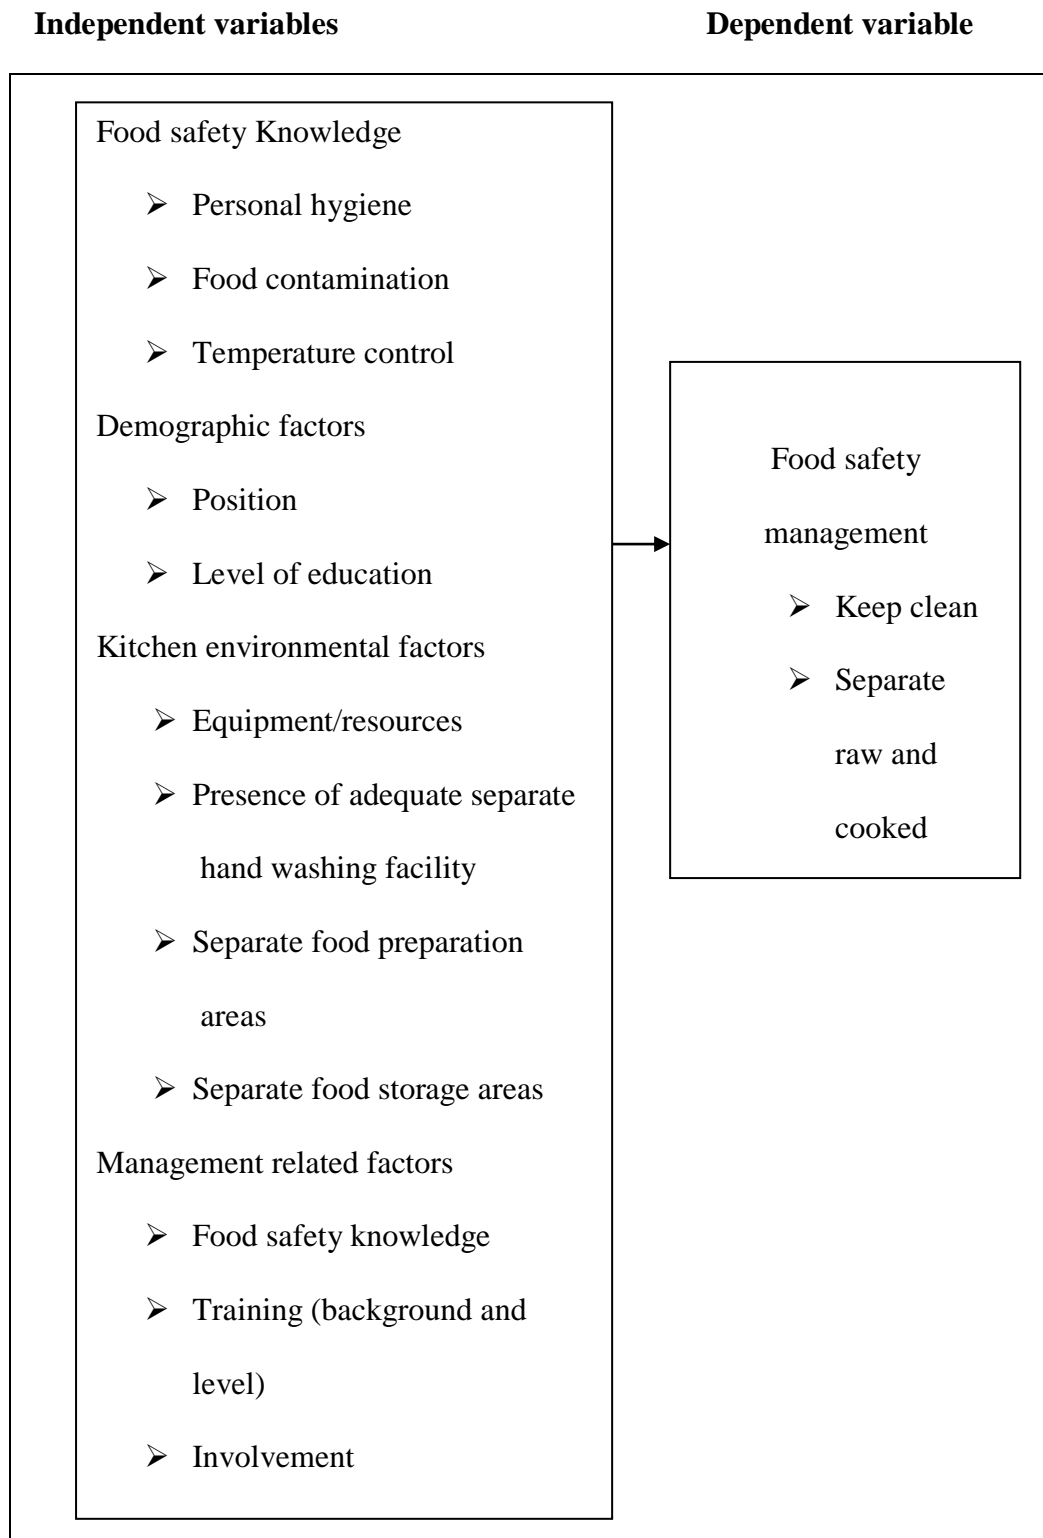 Independent variables
Dependent variable
Food safety Knowledge
➢ Personal hygiene
➢ Food contamination
➢ Temperature control
Demographic factors
➢ Position
➢ Level of education
Kitchen environmental factors
➢ Equipment/resources
➢ Presence of adequate separate
hand washing facility
➢ Separate food preparation
areas
➢ Separate food storage areas
Management related factors
➢ Food safety knowledge
➢ Training (background and
level)
➢ Involvement
Food safety
management
➢ Keep clean
➢ Separate
raw and
cooked